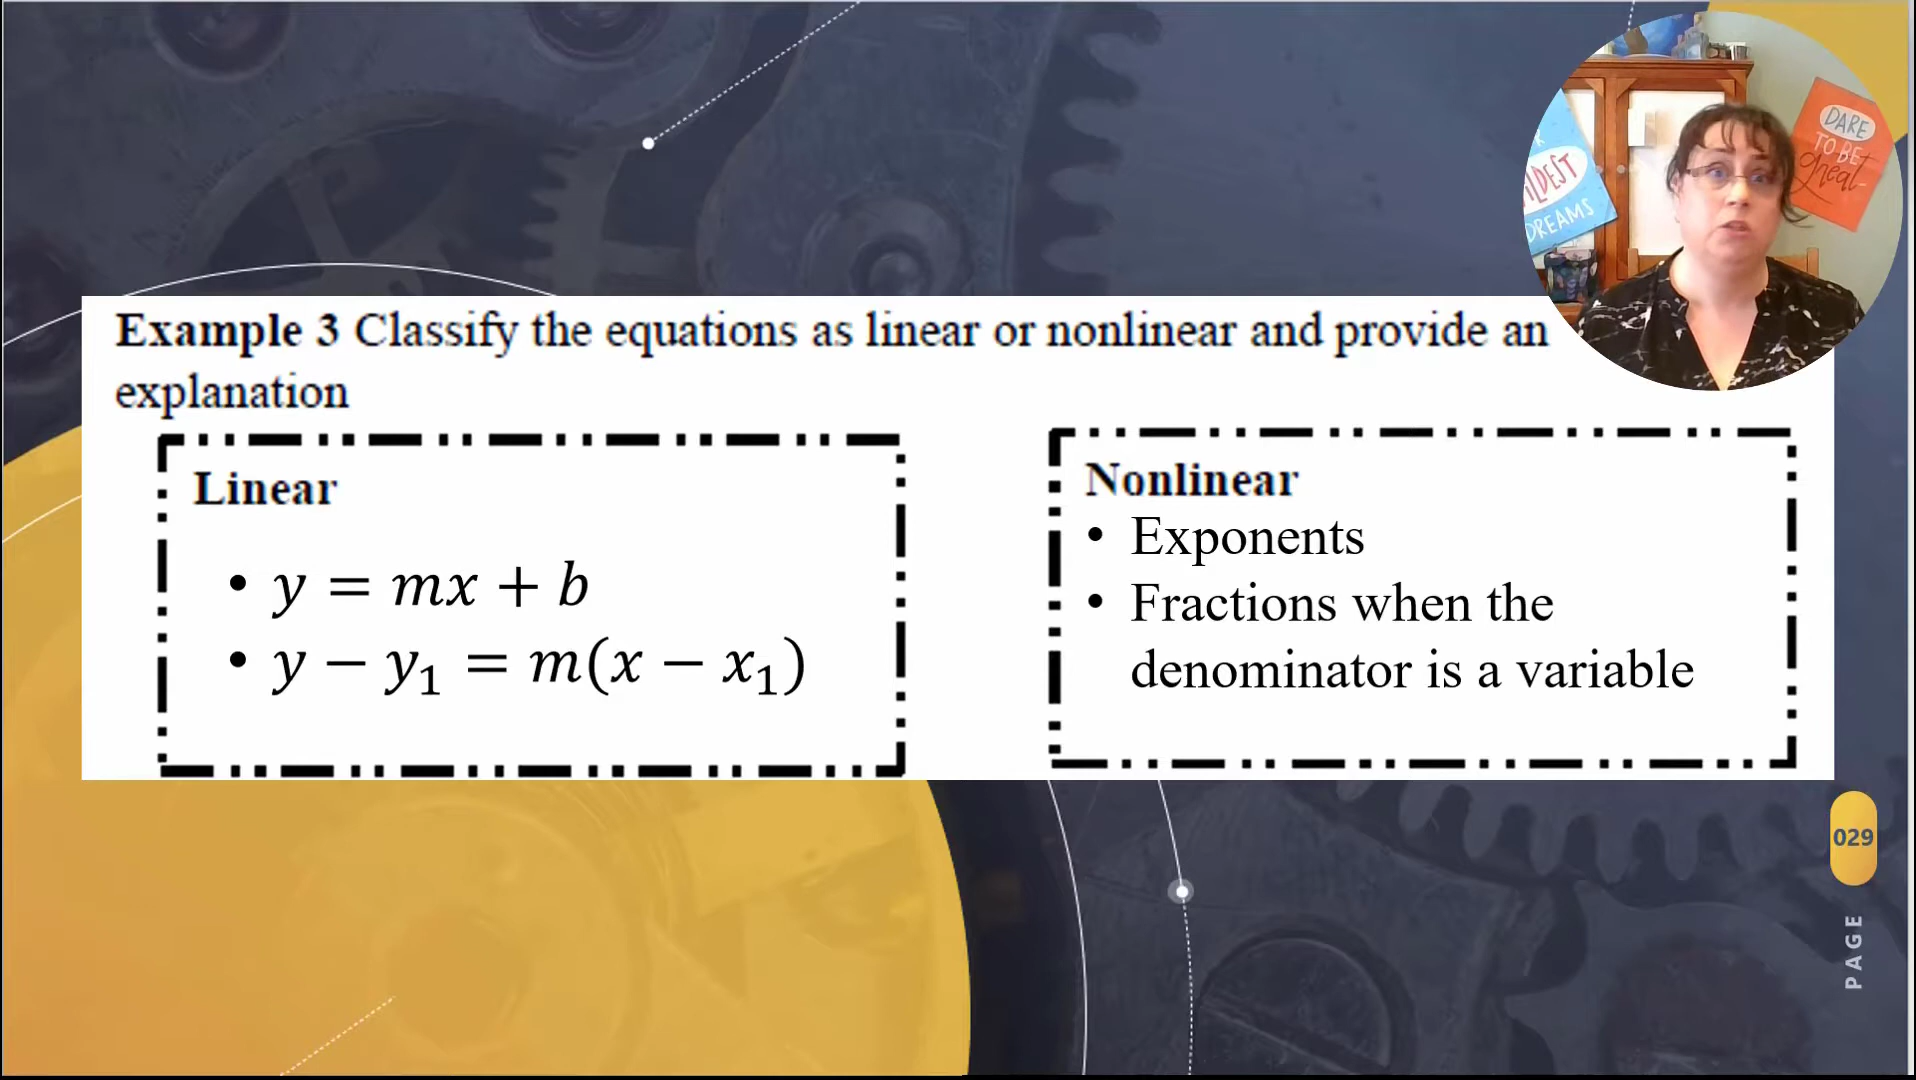 DARE
TO BE
great
DREAMS
Example 3 Classify the equations as linear or nonlinear and provide an
explanation
Linear
• y = mx + b
• y − y₁ = m(x − x₁)
Nonlinear
• Exponents
• Fractions when the
denominator is a variable
029
PAGE